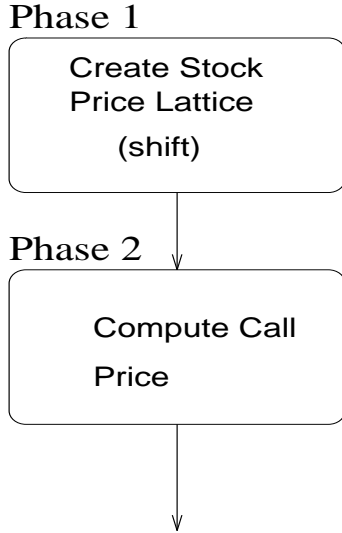 Phase 1
Create Stock
Price Lattice
(shift)
Phase 2
Compute Call
Price